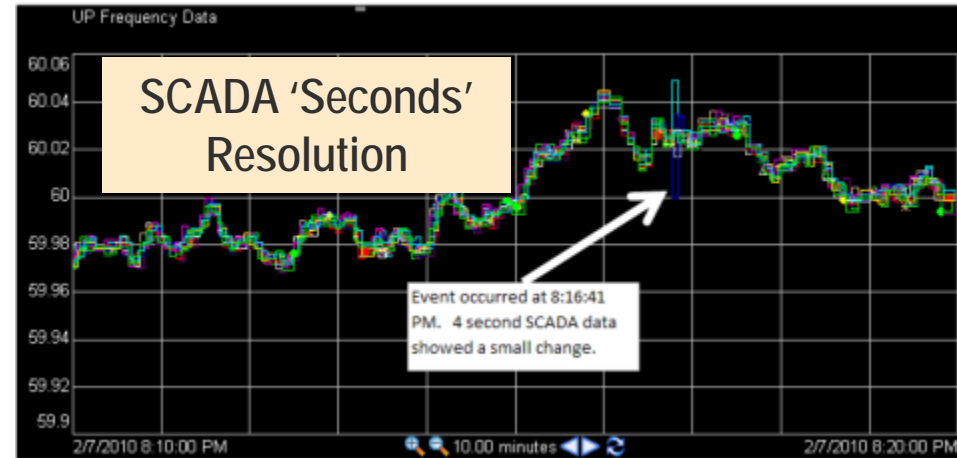 UP Frequency Data
SCADA 'Seconds'
Resolution
60.06
60.04
60.02
60
59.98
59.96
59.94
59.92
59.9
Event occurred at 8:16:41
PM. 4 second SCADA data
showed a small change.
2/7/2010 8:10:00 PM
10.00 minutes
2/7/2010 8:20:00 PM